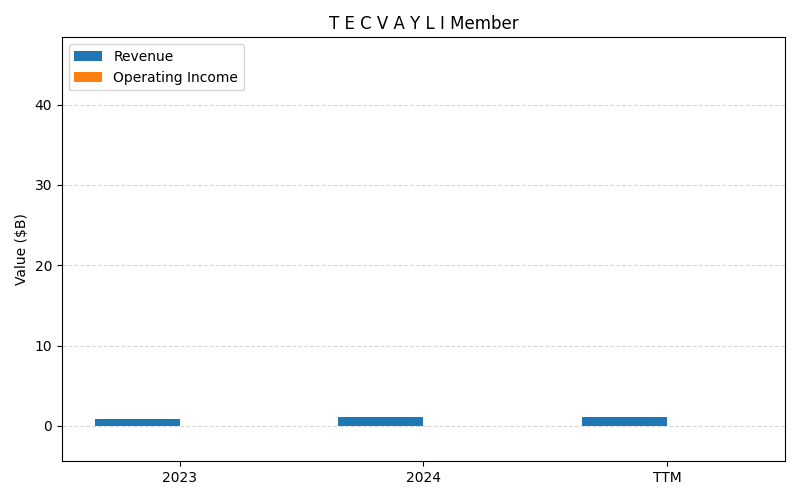 T E C V A Y L I Member
Revenue
Operating Income
Value ($B)
40
30
20
10
0
2023
2024
TTM